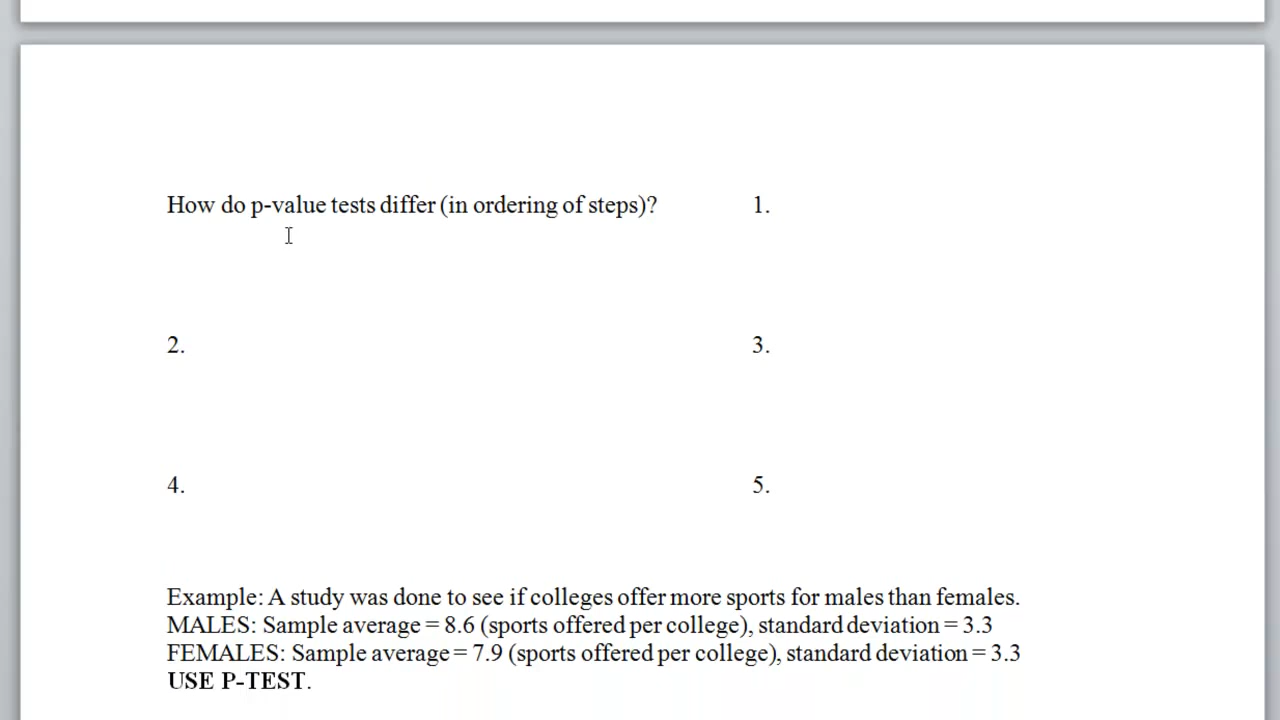 How do p-value tests differ (in ordering of steps)? 1.
2. 3.
4. 5.
Example: A study was done to see if colleges offer more sports for males than females.
MALES: Sample average = 8.6 (sports offered per college), standard deviation = 3.3
FEMALES: Sample average = 7.9 (sports offered per college), standard deviation = 3.3
USE P-TEST.